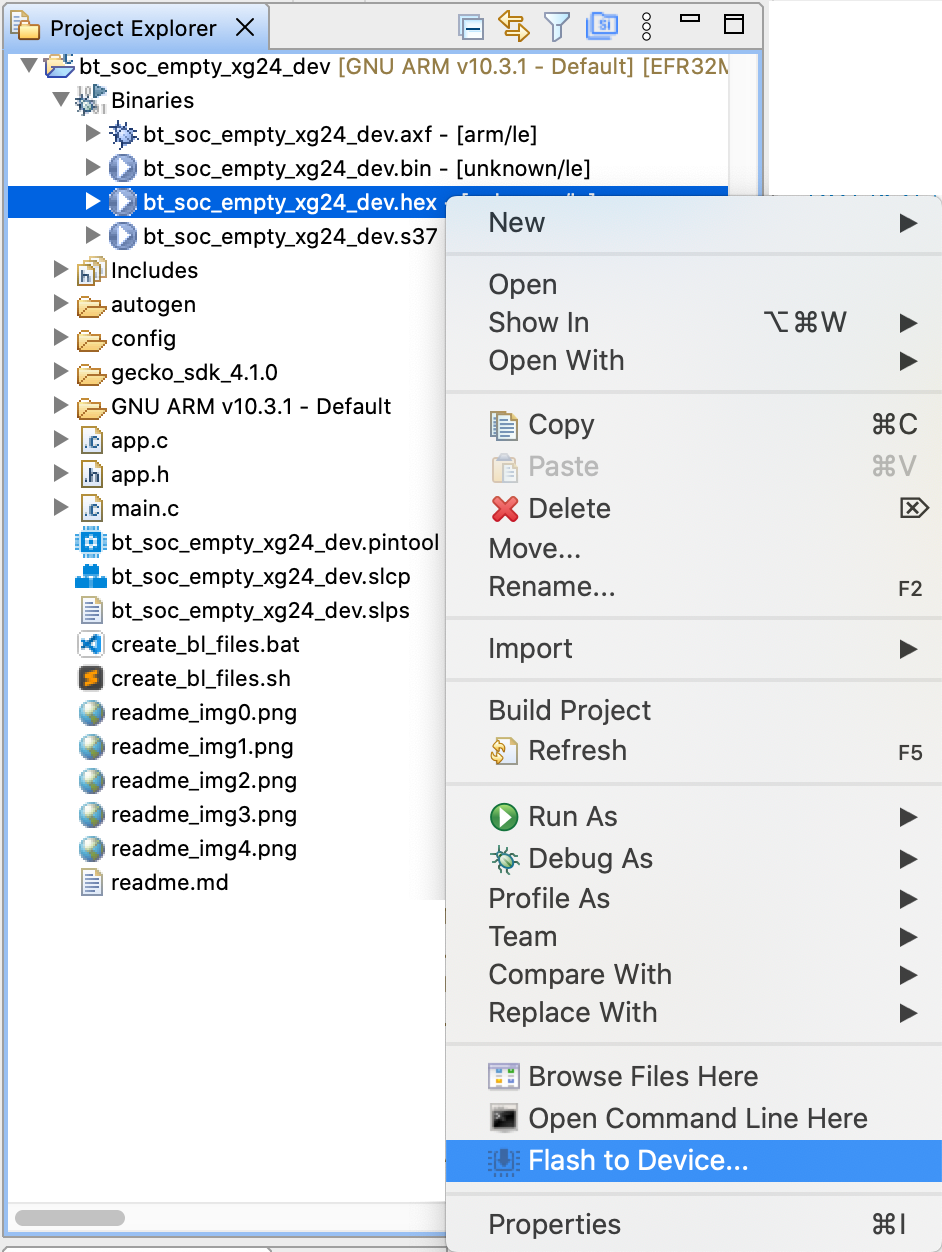 Project Explorer
bt_soc_empty_xg24_dev [GNU ARM v10.3.1 - Default] [EFR32M
Binaries
bt_soc_empty_xg24_dev.axf - [arm/le]
bt_soc_empty_xg24_dev.bin - [unknown/le]
bt_soc_empty_xg24_dev.hex -
bt_soc_empty_xg24_dev.s37
Includes
autogen
config
gecko_sdk_4.1.0
GNU ARM v10.3.1 - Default
app.c
app.h
main.c
bt_soc_empty_xg24_dev.pintool
bt_soc_empty_xg24_dev.slcp
bt_soc_empty_xg24_dev.slps
create_bl_files.bat
create_bl_files.sh
readme_img0.png
readme_img1.png
readme_img2.png
readme_img3.png
readme_img4.png
readme.md
New
Open
Show In ⌥⌘W
Open With
Copy ⌘C
Paste ⌘V
Delete ⌦
Move...
Rename... F2
Import
Build Project
Refresh F5
Run As
Debug As
Profile As
Team
Compare With
Replace With
Browse Files Here
Open Command Line Here
Flash to Device...
Properties ⌘I